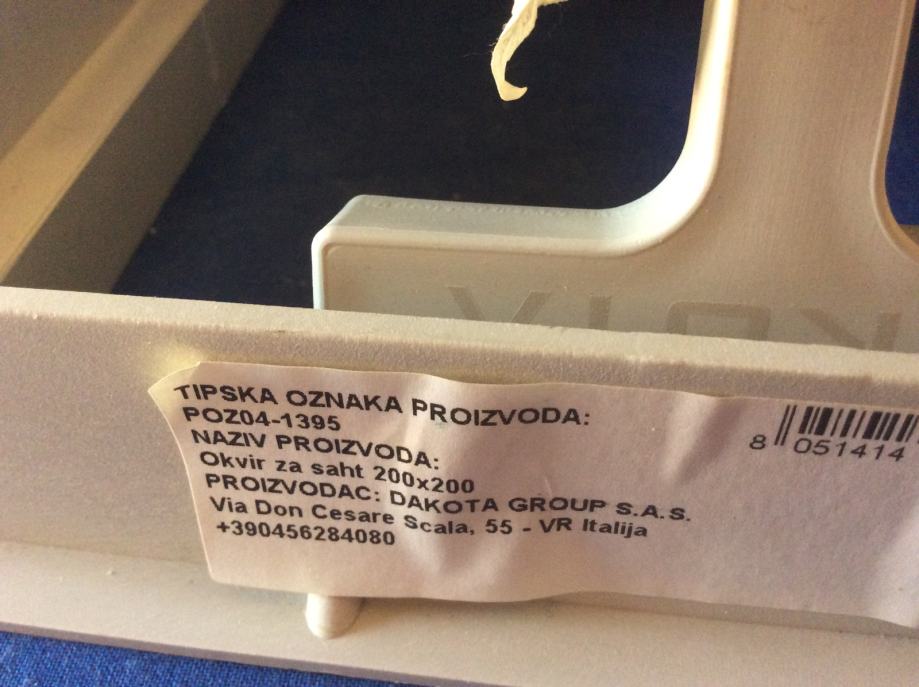 TIPSKA OZNAKA PROIZVODA:
POZ04-1395
NAZIV PROIZVODA:
Okvir za saht 200x200
PROIZVODAC: DAKOTA GROUP S.A.S.
Via Don Cesare Scala, 55 - VR Italija
+390456284080
8 051414